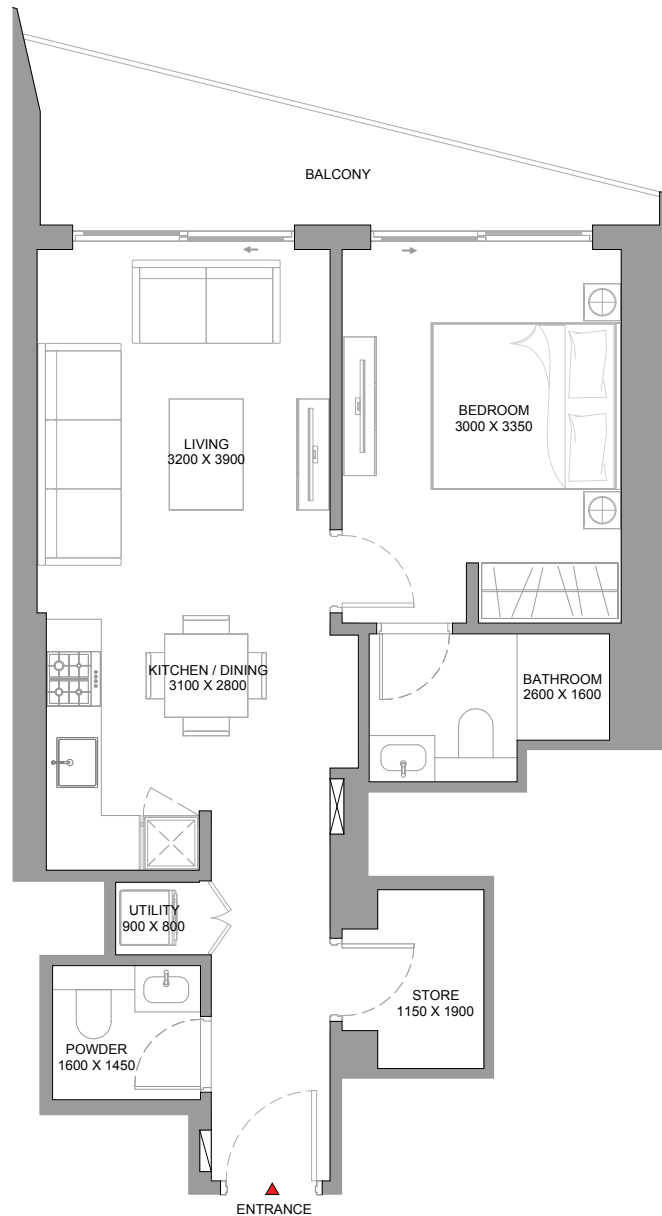 BALCONY
LIVING
3200 X 3900
BEDROOM
3000 X 3350
KITCHEN / DINING
3100 X 2800
BATHROOM
2600 X 1600
UTILITY
900 X 800
STORE
1150 X 1900
POWDER
1600 X 1450
ENTRANCE